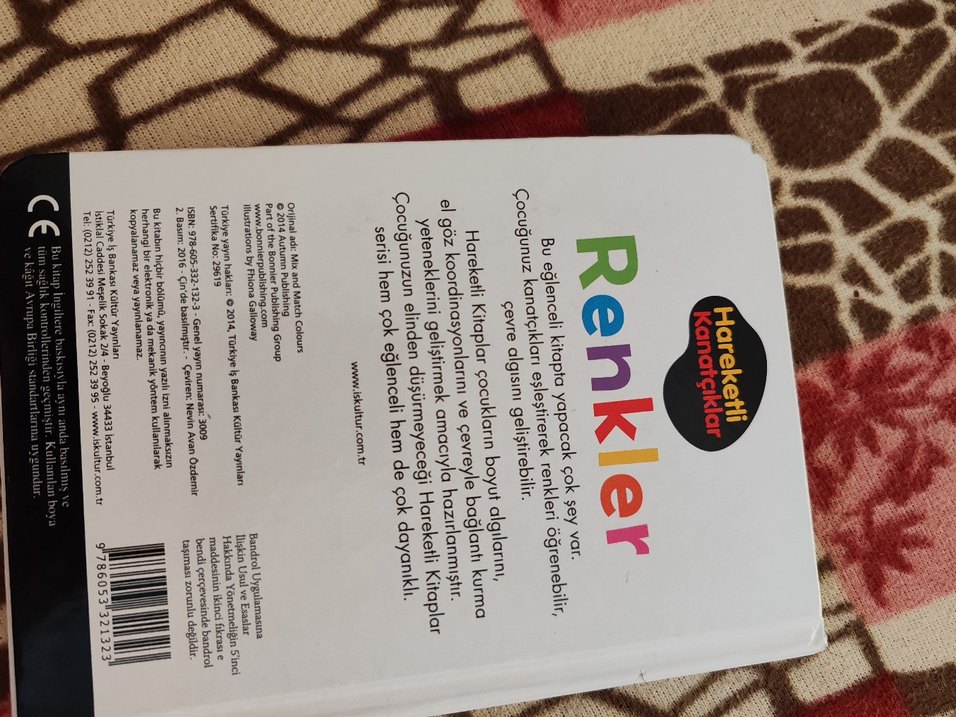 Hareketli
Kanatçıklar
Renkler
Bu eğlenceli kitapta yapacak çok şey var.
Çocuğunuz kanatçıkları eşleştirerek renkleri öğrenebilir,
çevre algısını geliştirebilir.
Hareketli Kitaplar çocukların boyut algılarını,
el göz koordinasyonlarını ve çevreyle bağlantı kurma
yeteneklerini geliştirmek amacıyla hazırlanmıştır.
Çocuğunuzun elinden düşürmeyeceği Hareketli Kitaplar
serisi hem çok eğlenceli hem de çok dayanıklı.
www.iskultur.com.tr
Orijinal adı: Mix and Match Colours
© 2014 Autumn Publishing
Part of the Bonnier Publishing Group
www.bonnierpublishing.com
Illustrations by Fhiona Galloway
Türkiye yayın hakları: © 2014, Türkiye İş Bankası Kültür Yayınları
Sertifika No: 29619
ISBN: 978-605-332-132-3 - Genel yayın numarası: 3009
2. Basım: 2016 - Çin'de basılmıştır. - Çeviren: Nevin Avan Özdemir
Bu kitabın hiçbir bölümü, yayıncının yazılı izni alınmaksızın
herhangi bir elektronik ya da mekanik yöntem kullanılarak
kopyalanamaz veya yayınlanamaz.
Türkiye İş Bankası Kültür Yayınları
İstiklal Caddesi Meşelik Sokak 2/4 - Beyoğlu 34433 İstanbul
Tel: (0212) 252 39 91 - Fax: (0212) 252 39 95 - www.iskultur.com.tr
Bandrol Uygulamasına
İlişkin Usul ve Esaslar
Hakkında Yönetmeliğin 5'inci
maddesinin ikinci fıkrası e
bendi çerçevesinde bandrol
taşıması zorunlu değildir.
9 786053 321323
CE Bu kitap İngiltere baskısıyla aynı anda basılmış ve
tüm sağlık kontrollerinden geçmiştir. Kullanılan boya
ve kâğıt Avrupa Birliği standartlarına uygundur.